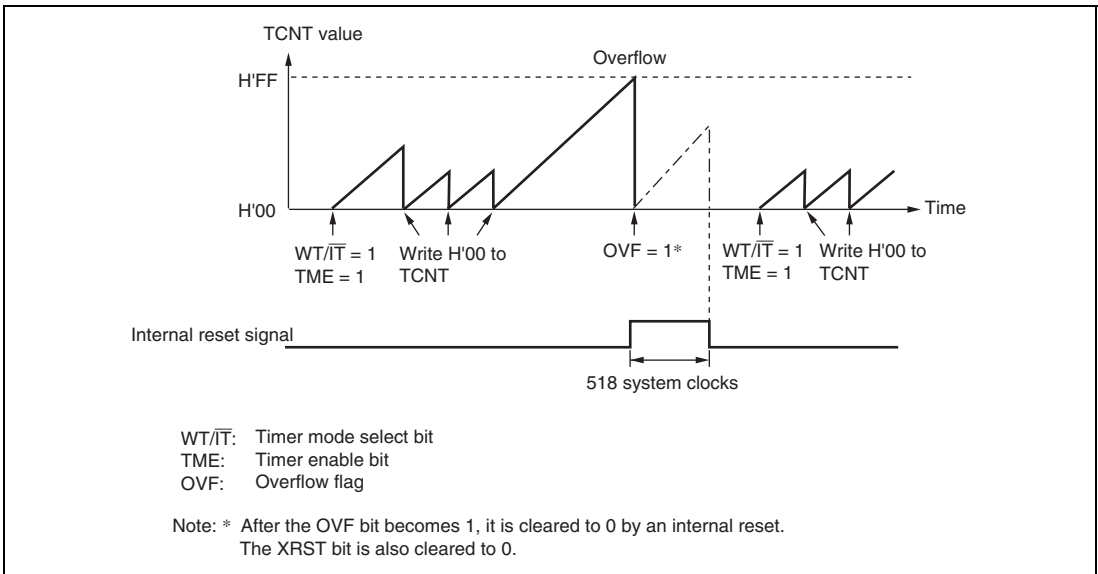 TCNT value
Overflow
H'FF
H'00
Time
WT/I̅T̅ = 1
TME = 1
Write H'00 to
TCNT
OVF = 1*
WT/I̅T̅ = 1
TME = 1
Write H'00 to
TCNT
Internal reset signal
518 system clocks
WT/I̅T̅: Timer mode select bit
TME: Timer enable bit
OVF: Overflow flag
Note: * After the OVF bit becomes 1, it is cleared to 0 by an internal reset.
The XRST bit is also cleared to 0.